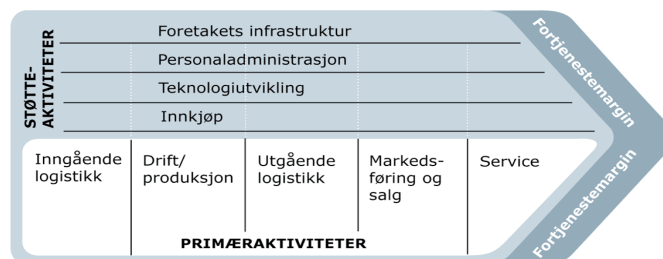 Foretakets infrastruktur
Personaladministrasjon
Teknologiutvikling
Innkjøp
STØTTE-
AKTIVITETER
Fortjenestemargin
Inngående
logistikk
Drift/
produksjon
Utgående
logistikk
Markeds-
føring og
salg
Service
Fortjenestemargin
PRIMÆRAKTIVITETER